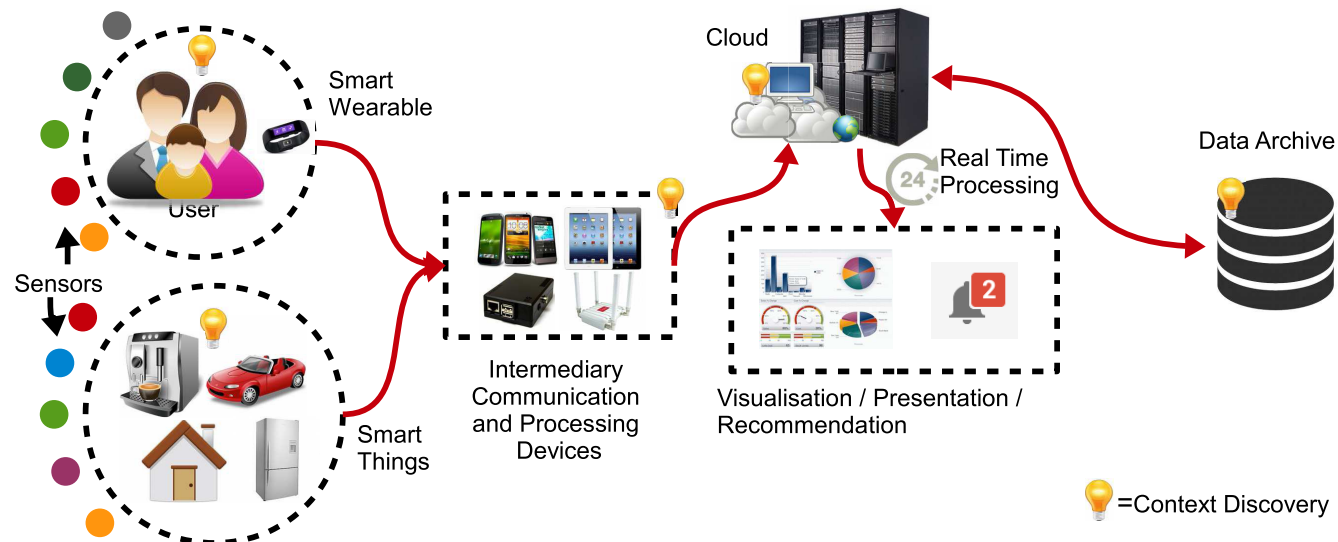 Smart
Wearable
User
Sensors
Smart
Things
Intermediary
Communication
and Processing
Devices
Cloud
24
Real Time
Processing
2
Visualisation / Presentation /
Recommendation
Data Archive
=Context Discovery